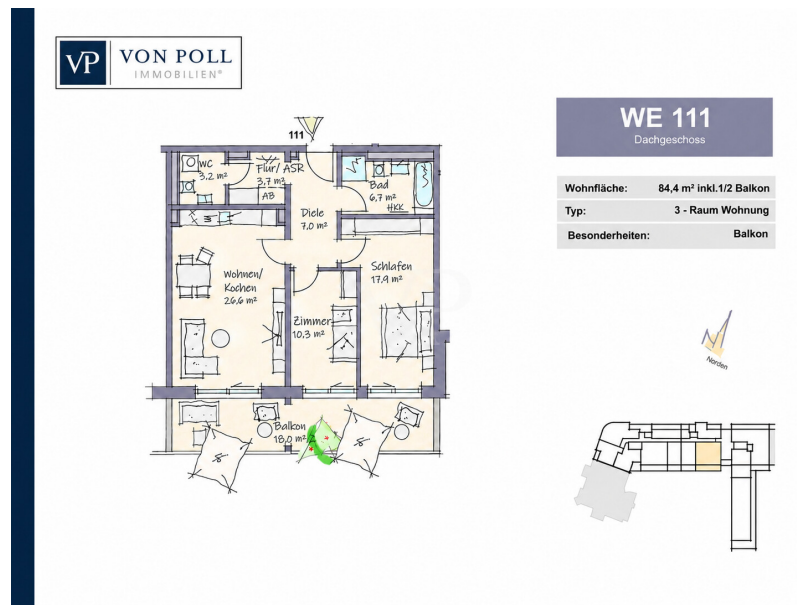 VP VON POLL
IMMOBILIEN®
WE 111
Dachgeschoss
Wohnfläche: 84,4 m² inkl.1/2 Balkon
Typ: 3 - Raum Wohnung
Besonderheiten: Balkon
111
WC
3.2 m²
Flur/ ASR
3,7 m²
AB
Bad
6,7 m²
HKK
Diele
7.0 m²
Wohnen/
Kochen
26,6 m²
Schlafen
17.9 m²
Zimmer
10.3 m²
Balkon
18,0 m²
Norden